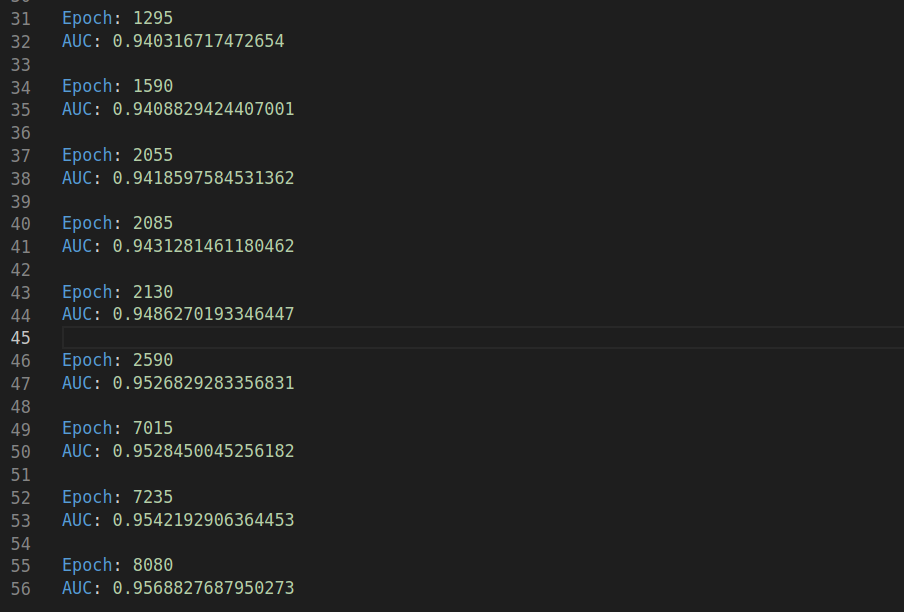 31 Epoch: 1295
32 AUC: 0.940316717472654
33
34 Epoch: 1590
35 AUC: 0.9408829424407001
36
37 Epoch: 2055
38 AUC: 0.9418597584531362
39
40 Epoch: 2085
41 AUC: 0.9431281461180462
42
43 Epoch: 2130
44 AUC: 0.9486270193346447
45
46 Epoch: 2590
47 AUC: 0.9526829283356831
48
49 Epoch: 7015
50 AUC: 0.9528450045256182
51
52 Epoch: 7235
53 AUC: 0.9542192906364453
54
55 Epoch: 8080
56 AUC: 0.9568827687950273